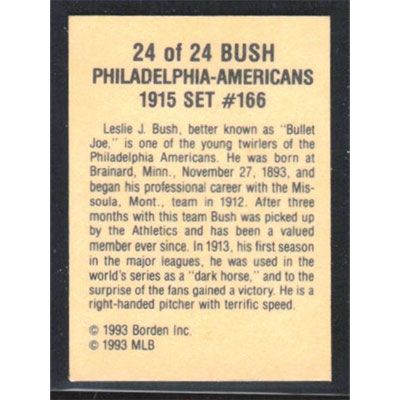 24 of 24 BUSH
PHILADELPHIA-AMERICANS
1915 SET #166
Leslie J. Bush, better known as "Bullet
Joe," is one of the young twirlers of the
Philadelphia Americans. He was born at
Brainard, Minn., November 27, 1893, and
began his professional career with the Mis-
soula, Mont., team in 1912. After three
months with this team Bush was picked up
by the Athletics and has been a valued
member ever since. In 1913, his first season
in the major leagues, he was used in the
world's series as a "dark horse," and to the
surprise of the fans gained a victory. He is a
right-handed pitcher with terrific speed.
© 1993 Borden Inc.
© 1993 MLB